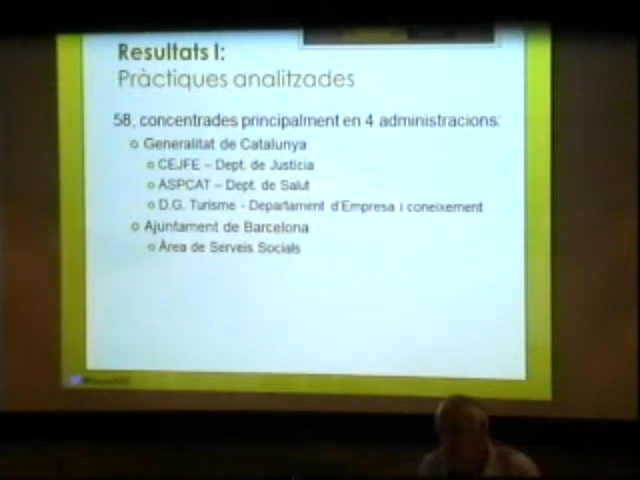 Resultats I:
Pràctiques analitzades
58, concentrades principalment en 4 administracions:
Generalitat de Catalunya
CEJFE – Dept. de Justícia
ASPCAT – Dept. de Salut
D.G. Turisme - Departament d'Empresa i coneixement
Ajuntament de Barcelona
Àrea de Serveis Socials